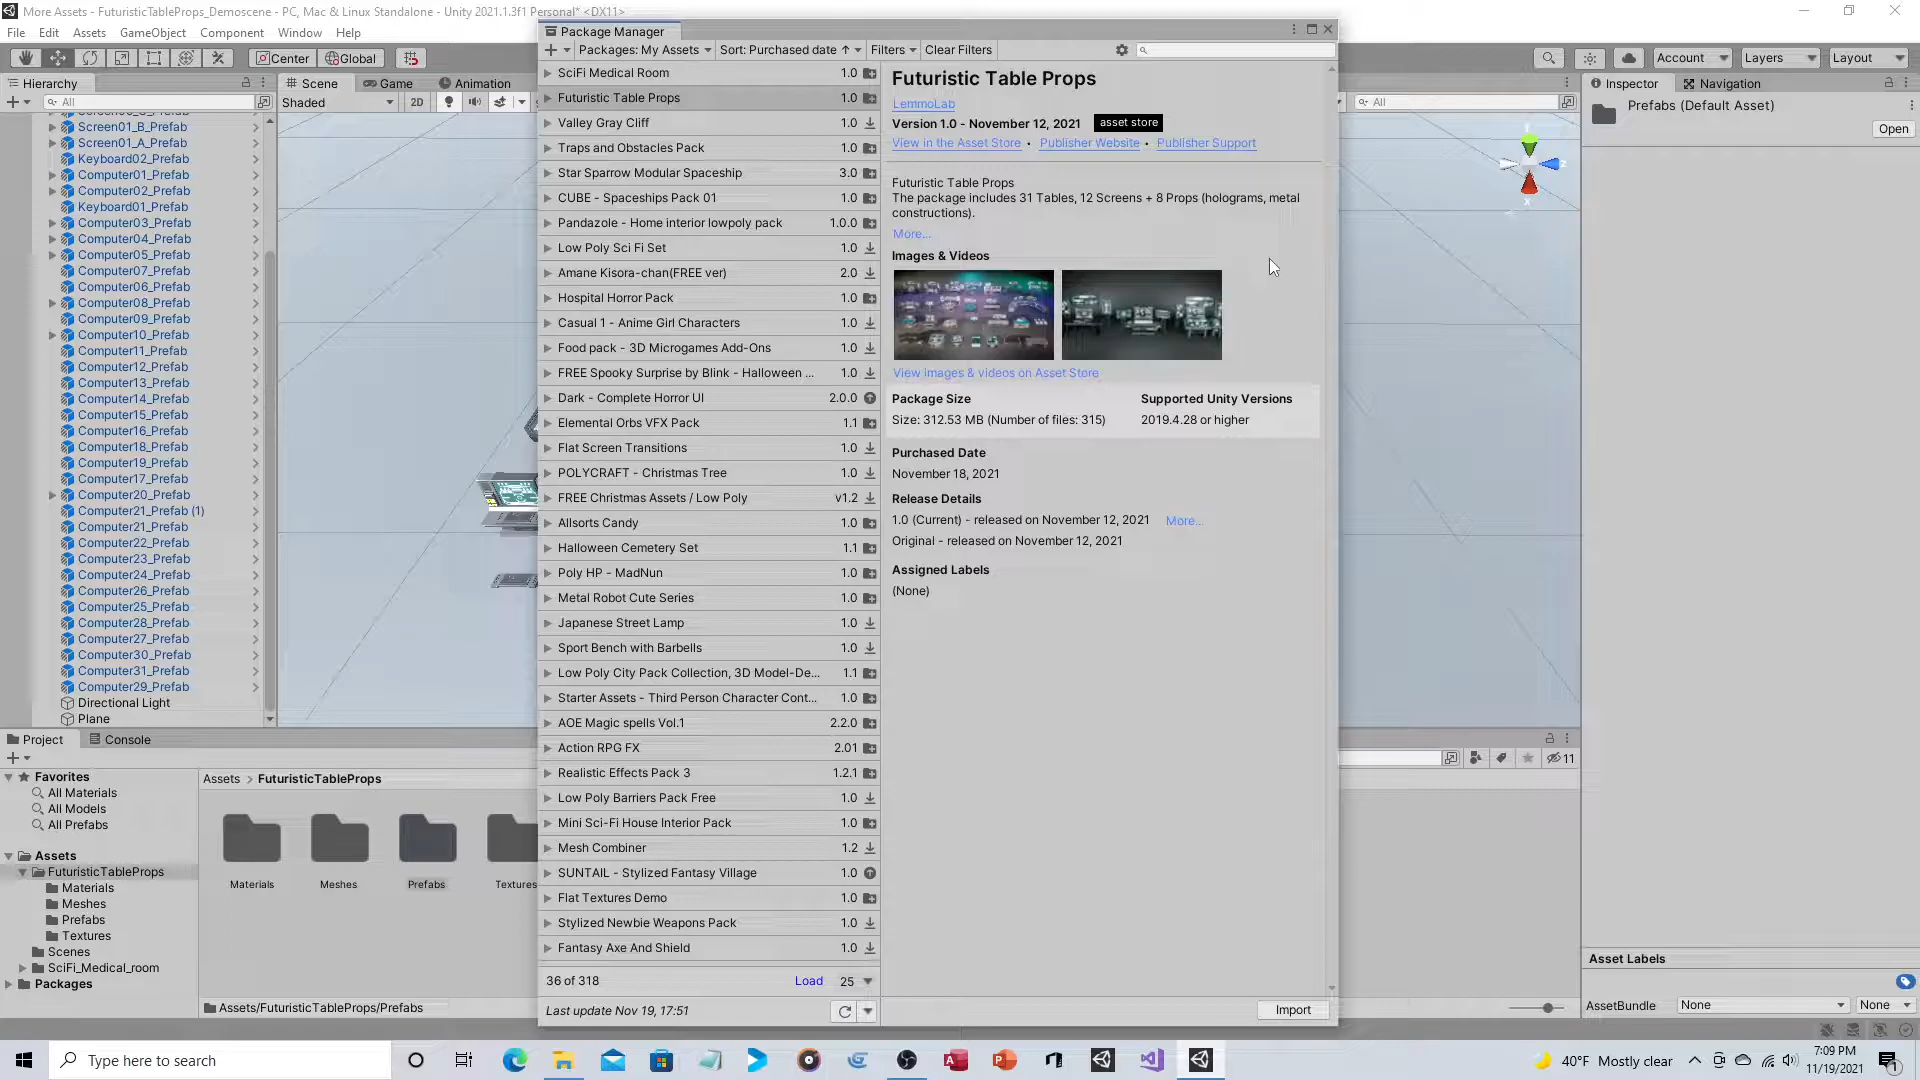 More Assets - FuturisticTableProps_Demoscene - PC, Mac & Linux Standalone - Unity 2021.1.3f1 Personal* <DX11>
File Edit Assets GameObject Component Window Help
Center Global
Account Layers Layout
Hierarchy
All
Screen01_B_Prefab
Screen01_A_Prefab
Keyboard02_Prefab
Computer01_Prefab
Computer02_Prefab
Keyboard01_Prefab
Computer03_Prefab
Computer04_Prefab
Computer05_Prefab
Computer07_Prefab
Computer06_Prefab
Computer08_Prefab
Computer09_Prefab
Computer10_Prefab
Computer11_Prefab
Computer12_Prefab
Computer13_Prefab
Computer14_Prefab
Computer15_Prefab
Computer16_Prefab
Computer18_Prefab
Computer19_Prefab
Computer17_Prefab
Computer20_Prefab
Computer21_Prefab (1)
Computer21_Prefab
Computer22_Prefab
Computer23_Prefab
Computer24_Prefab
Computer26_Prefab
Computer25_Prefab
Computer28_Prefab
Computer27_Prefab
Computer30_Prefab
Computer31_Prefab
Computer29_Prefab
Directional Light
Plane
Scene Game Animation
Shaded 2D
All
x
z
Package Manager
Packages: My Assets Sort: Purchased date ↑ Filters Clear Filters
SciFi Medical Room 1.0
Futuristic Table Props 1.0
Valley Gray Cliff 1.0
Traps and Obstacles Pack 1.0
Star Sparrow Modular Spaceship 3.0
CUBE - Spaceships Pack 01 1.0
Pandazole - Home interior lowpoly pack 1.0.0
Low Poly Sci Fi Set 1.0
Amane Kisora-chan(FREE ver) 2.0
Hospital Horror Pack 1.0
Casual 1 - Anime Girl Characters 1.0
Food pack - 3D Microgames Add-Ons 1.0
FREE Spooky Surprise by Blink - Halloween ... 1.0
Dark - Complete Horror UI 2.0.0
Elemental Orbs VFX Pack 1.1
Flat Screen Transitions 1.0
POLYCRAFT - Christmas Tree 1.0
FREE Christmas Assets / Low Poly v1.2
Allsorts Candy 1.0
Halloween Cemetery Set 1.1
Poly HP - MadNun 1.0
Metal Robot Cute Series 1.0
Japanese Street Lamp 1.0
Sport Bench with Barbells 1.0
Low Poly City Pack Collection, 3D Model-De... 1.1
Starter Assets - Third Person Character Cont... 1.0
AOE Magic spells Vol.1 2.2.0
Action RPG FX 2.01
Realistic Effects Pack 3 1.2.1
Low Poly Barriers Pack Free 1.0
Mini Sci-Fi House Interior Pack 1.0
Mesh Combiner 1.2
SUNTAIL - Stylized Fantasy Village 1.0
Flat Textures Demo 1.0
Stylized Newbie Weapons Pack 1.0
Fantasy Axe And Shield 1.0
36 of 318 Load 25
Last update Nov 19, 17:51
Futuristic Table Props
LemmoLab
Version 1.0 - November 12, 2021 asset store
View in the Asset Store • Publisher Website • Publisher Support
Futuristic Table Props
The package includes 31 Tables, 12 Screens + 8 Props (holograms, metal
constructions).
More...
Images & Videos
View images & videos on Asset Store
Package Size Supported Unity Versions
Size: 312.53 MB (Number of files: 315) 2019.4.28 or higher
Purchased Date
November 18, 2021
Release Details
1.0 (Current) - released on November 12, 2021 More...
Original - released on November 12, 2021
Assigned Labels
(None)
Import
Inspector Navigation
Prefabs (Default Asset)
Open
Asset Labels
AssetBundle None None
Project Console
11
Favorites
All Materials
All Models
All Prefabs
Assets
FuturisticTableProps
Materials
Meshes
Prefabs
Textures
Scenes
SciFi_Medical_room
Packages
Assets > FuturisticTableProps
Materials Meshes Prefabs Textures
Assets/FuturisticTableProps/Prefabs
Type here to search
40°F Mostly clear
7:09 PM
11/19/2021
1